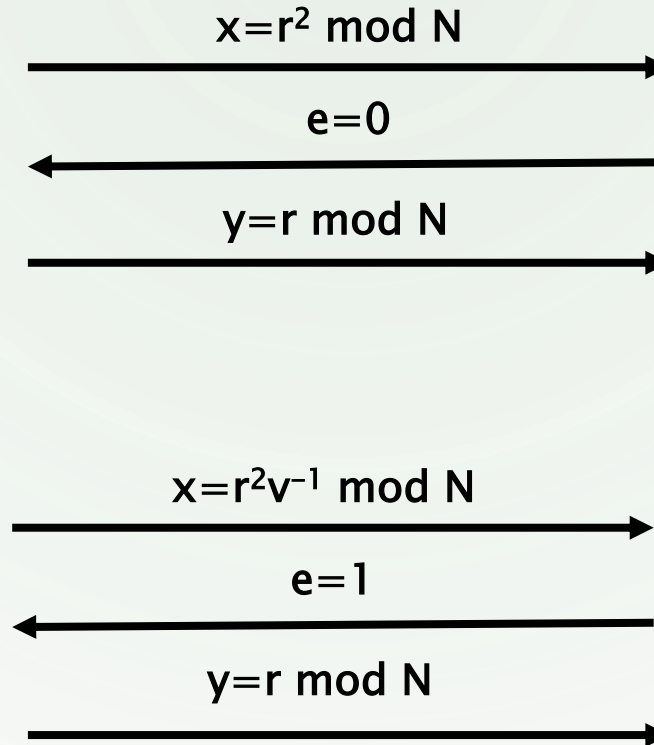 x=r² mod N
e=0
y=r mod N
x=r²v⁻¹ mod N
e=1
y=r mod N